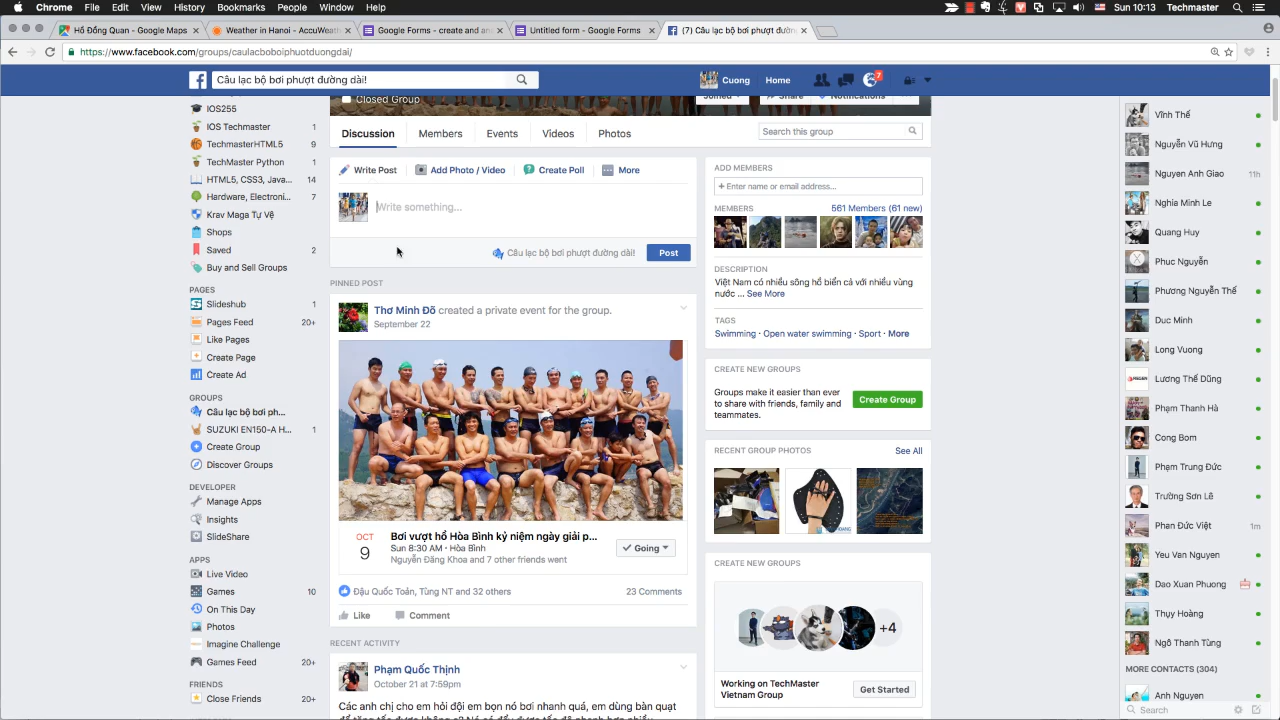 Chrome File Edit View History Bookmarks People Window Help
Sun 1013 Techmaster
Hồ Đồng Quan - Google Maps
Weather in Hanoi - AccuWeath
Google Forms - create and an
Untitled form - Google Forms
(7) Câu lạc bộ bơi phượt đườn
https://www.facebook.com/groups/caulacboboiphuotduongdai/
Câu lạc bộ bơi phượt đường dài!
Cuong Home 7
Closed Group
Joined Share Notifications
Discussion Members Events Videos Photos
Search this group
IOS255
IOS Techmaster 1
TechmasterHTML5 9
TechMaster Python 1
HTML5, CSS3, Java... 14
Hardware, Electroni... 7
Krav Maga Tự Vệ
Shops
Saved 2
Buy and Sell Groups
PAGES
Slideshub 1
Pages Feed 20+
Like Pages
Create Page
Create Ad
GROUPS
Câu lạc bộ bơi ph...
SUZUKI EN150-A H... 1
Create Group
Discover Groups
DEVELOPER
Manage Apps
Insights
SlideShare
APPS
Live Video
Games 10
On This Day
Photos
Imagine Challenge
Games Feed 20+
FRIENDS
Close Friends 20+
Write Post Add Photo / Video Create Poll More
Write something...
Câu lạc bộ bơi phượt đường dài! Post
PINNED POST
Thơ Minh Đỗ created a private event for the group.
September 22
OCT
9
Bơi vượt hồ Hòa Bình kỷ niệm ngày giải p...
Sun 8:30 AM · Hòa Bình
Nguyễn Đăng Khoa and 7 other friends went
Going
Đậu Quốc Toản, Tùng NT and 32 others 23 Comments
Like Comment
RECENT ACTIVITY
Phạm Quốc Thịnh
October 21 at 7:59pm
Các anh chị cho em hỏi đội em bọn nó bơi nhanh quá, em dùng bàn quạt
ADD MEMBERS
+ Enter name or email address...
MEMBERS 561 Members (61 new)
DESCRIPTION
Việt Nam có nhiều sông hồ biển cả với nhiều vùng
nước ... See More
TAGS
Swimming · Open water swimming · Sport · More
CREATE NEW GROUPS
Groups make it easier than ever
to share with friends, family and
teammates.
Create Group
RECENT GROUP PHOTOS See All
CREATE NEW GROUPS
+4
Working on TechMaster
Vietnam Group
Get Started
Vĩnh Thế
Nguyễn Vũ Hưng
Nguyen Anh Giao 11h
Nghia Minh Le
Quang Huy
Phuc Nguyễn
Phương Nguyễn Thế
Duc Minh
Long Vuong
Lương Thế Dũng
Phạm Thanh Hà
Cong Bom
Phạm Trung Đức
Trường Sơn Lê
Phan Đức Việt 1m
Yeu Van Nguyen
Dao Xuan Phuong
Thụy Hoàng
Ngô Thanh Tùng
MORE CONTACTS (304)
Anh Nguyen
Search